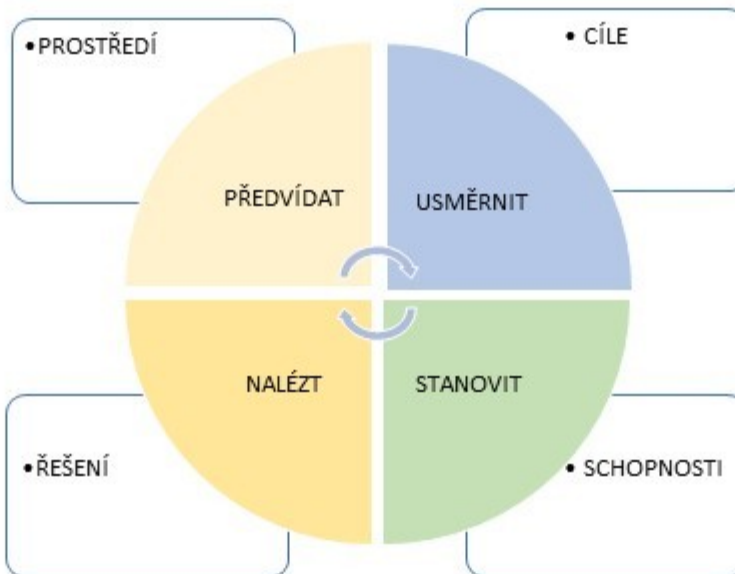 •PROSTŘEDÍ
• CÍLE
PŘEDVÍDAT
USMĚRNIT
NALÉZT
STANOVIT
•ŘEŠENÍ
• SCHOPNOSTI